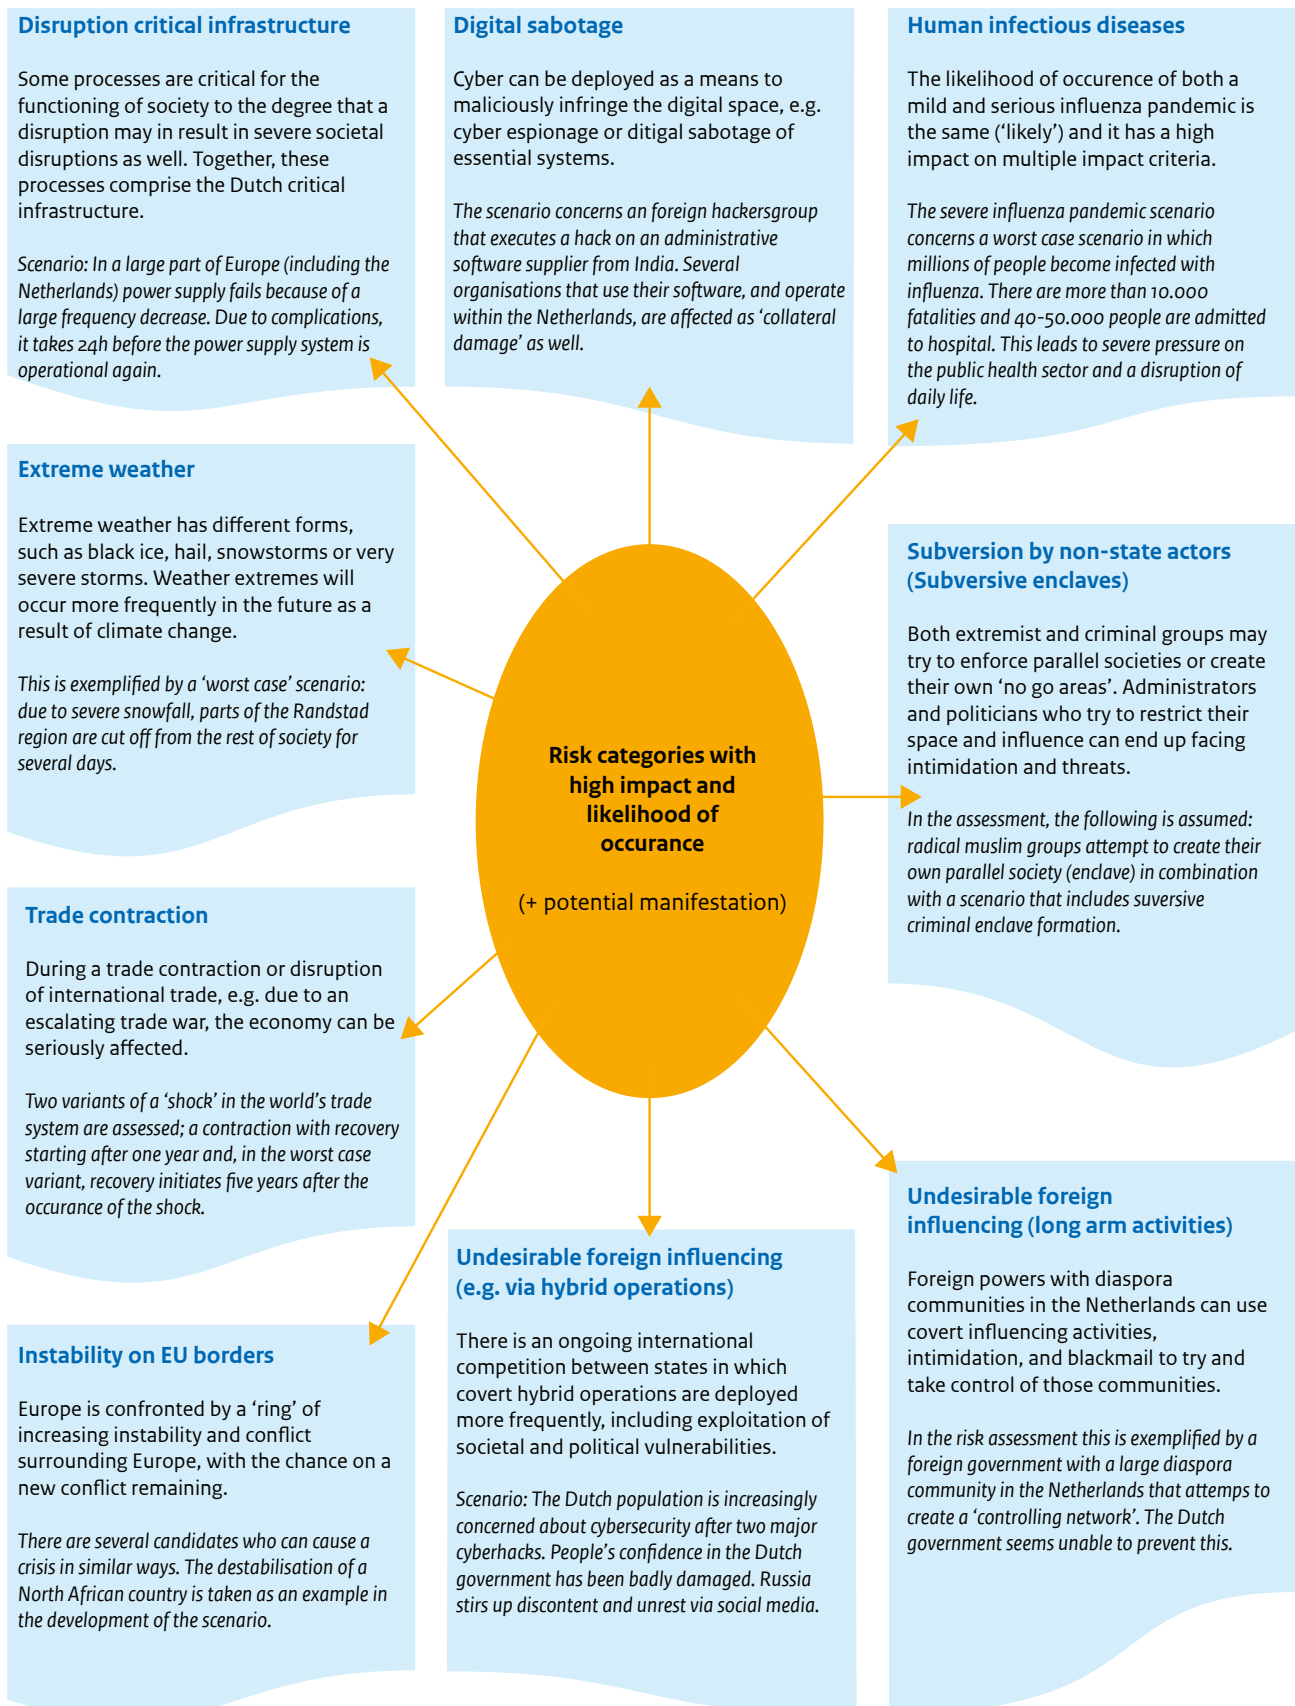 Disruption critical infrastructure
Some processes are critical for the
functioning of society to the degree that a
disruption may in result in severe societal
disruptions as well. Together, these
processes comprise the Dutch critical
infrastructure.
Scenario: In a large part of Europe (including the
Netherlands) power supply fails because of a
large frequency decrease. Due to complications,
it takes 24h before the power supply system is
operational again.
Digital sabotage
Cyber can be deployed as a means to
maliciously infringe the digital space, e.g.
cyber espionage or ditigal sabotage of
essential systems.
The scenario concerns an foreign hackersgroup
that executes a hack on an administrative
software supplier from India. Several
organisations that use their software, and operate
within the Netherlands, are affected as ‘collateral
damage’ as well.
Human infectious diseases
The likelihood of occurence of both a
mild and serious influenza pandemic is
the same (‘likely’) and it has a high
impact on multiple impact criteria.
The severe influenza pandemic scenario
concerns a worst case scenario in which
millions of people become infected with
influenza. There are more than 10.000
fatalities and 40-50.000 people are admitted
to hospital. This leads to severe pressure on
the public health sector and a disruption of
daily life.
Extreme weather
Extreme weather has different forms,
such as black ice, hail, snowstorms or very
severe storms. Weather extremes will
occur more frequently in the future as a
result of climate change.
This is exemplified by a ‘worst case’ scenario:
due to severe snowfall, parts of the Randstad
region are cut off from the rest of society for
several days.
Risk categories with
high impact and
likelihood of
occurance
(+ potential manifestation)
Subversion by non-state actors
(Subversive enclaves)
Both extremist and criminal groups may
try to enforce parallel societies or create
their own ‘no go areas’. Administrators
and politicians who try to restrict their
space and influence can end up facing
intimidation and threats.
In the assessment, the following is assumed:
radical muslim groups attempt to create their
own parallel society (enclave) in combination
with a scenario that includes suversive
criminal enclave formation.
Trade contraction
During a trade contraction or disruption
of international trade, e.g. due to an
escalating trade war, the economy can be
seriously affected.
Two variants of a ‘shock’ in the world’s trade
system are assessed; a contraction with recovery
starting after one year and, in the worst case
variant, recovery initiates five years after the
occurance of the shock.
Instability on EU borders
Europe is confronted by a ‘ring’ of
increasing instability and conflict
surrounding Europe, with the chance on a
new conflict remaining.
There are several candidates who can cause a
crisis in similar ways. The destabilisation of a
North African country is taken as an example in
the development of the scenario.
Undesirable foreign influencing
(e.g. via hybrid operations)
There is an ongoing international
competition between states in which
covert hybrid operations are deployed
more frequently, including exploitation of
societal and political vulnerabilities.
Scenario: The Dutch population is increasingly
concerned about cybersecurity after two major
cyberhacks. People’s confidence in the Dutch
government has been badly damaged. Russia
stirs up discontent and unrest via social media.
Undesirable foreign
influencing (long arm activities)
Foreign powers with diaspora
communities in the Netherlands can use
covert influencing activities,
intimidation, and blackmail to try and
take control of those communities.
In the risk assessment this is exemplified by a
foreign government with a large diaspora
community in the Netherlands that attemps to
create a ‘controlling network’. The Dutch
government seems unable to prevent this.